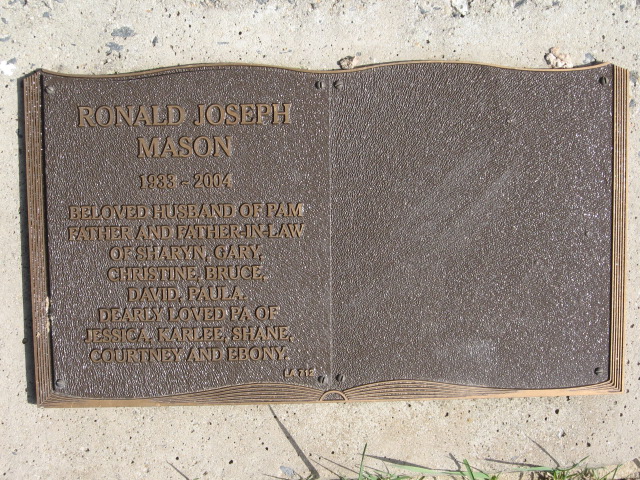 RONALD JOSEPH
MASON
1933 - 2004
BELOVED HUSBAND OF PAM
FATHER AND FATHER-IN-LAW
OF SHARYN, GARY,
CHRISTINE, BRUCE,
DAVID, PAULA.
DEARLY LOVED PA OF
JESSICA, KARLEE, SHANE,
COURTNEY AND EBONY.